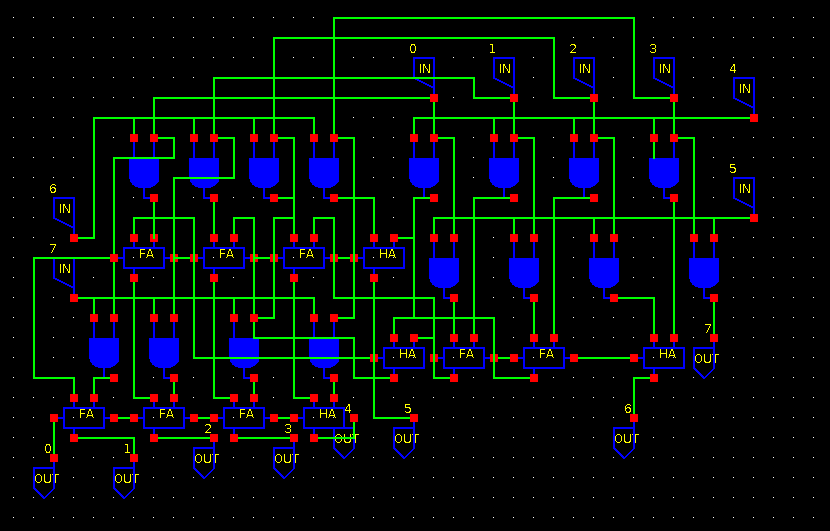 0 1 2 3
IN IN IN IN 4
IN
5
6 IN
IN
FA FA FA HA
7
IN
7
HA FA FA HA OUT
FA FA FA HA 4 5 6
0 1 2 3 OUT OUT OUT
OUT OUT OUT OUT